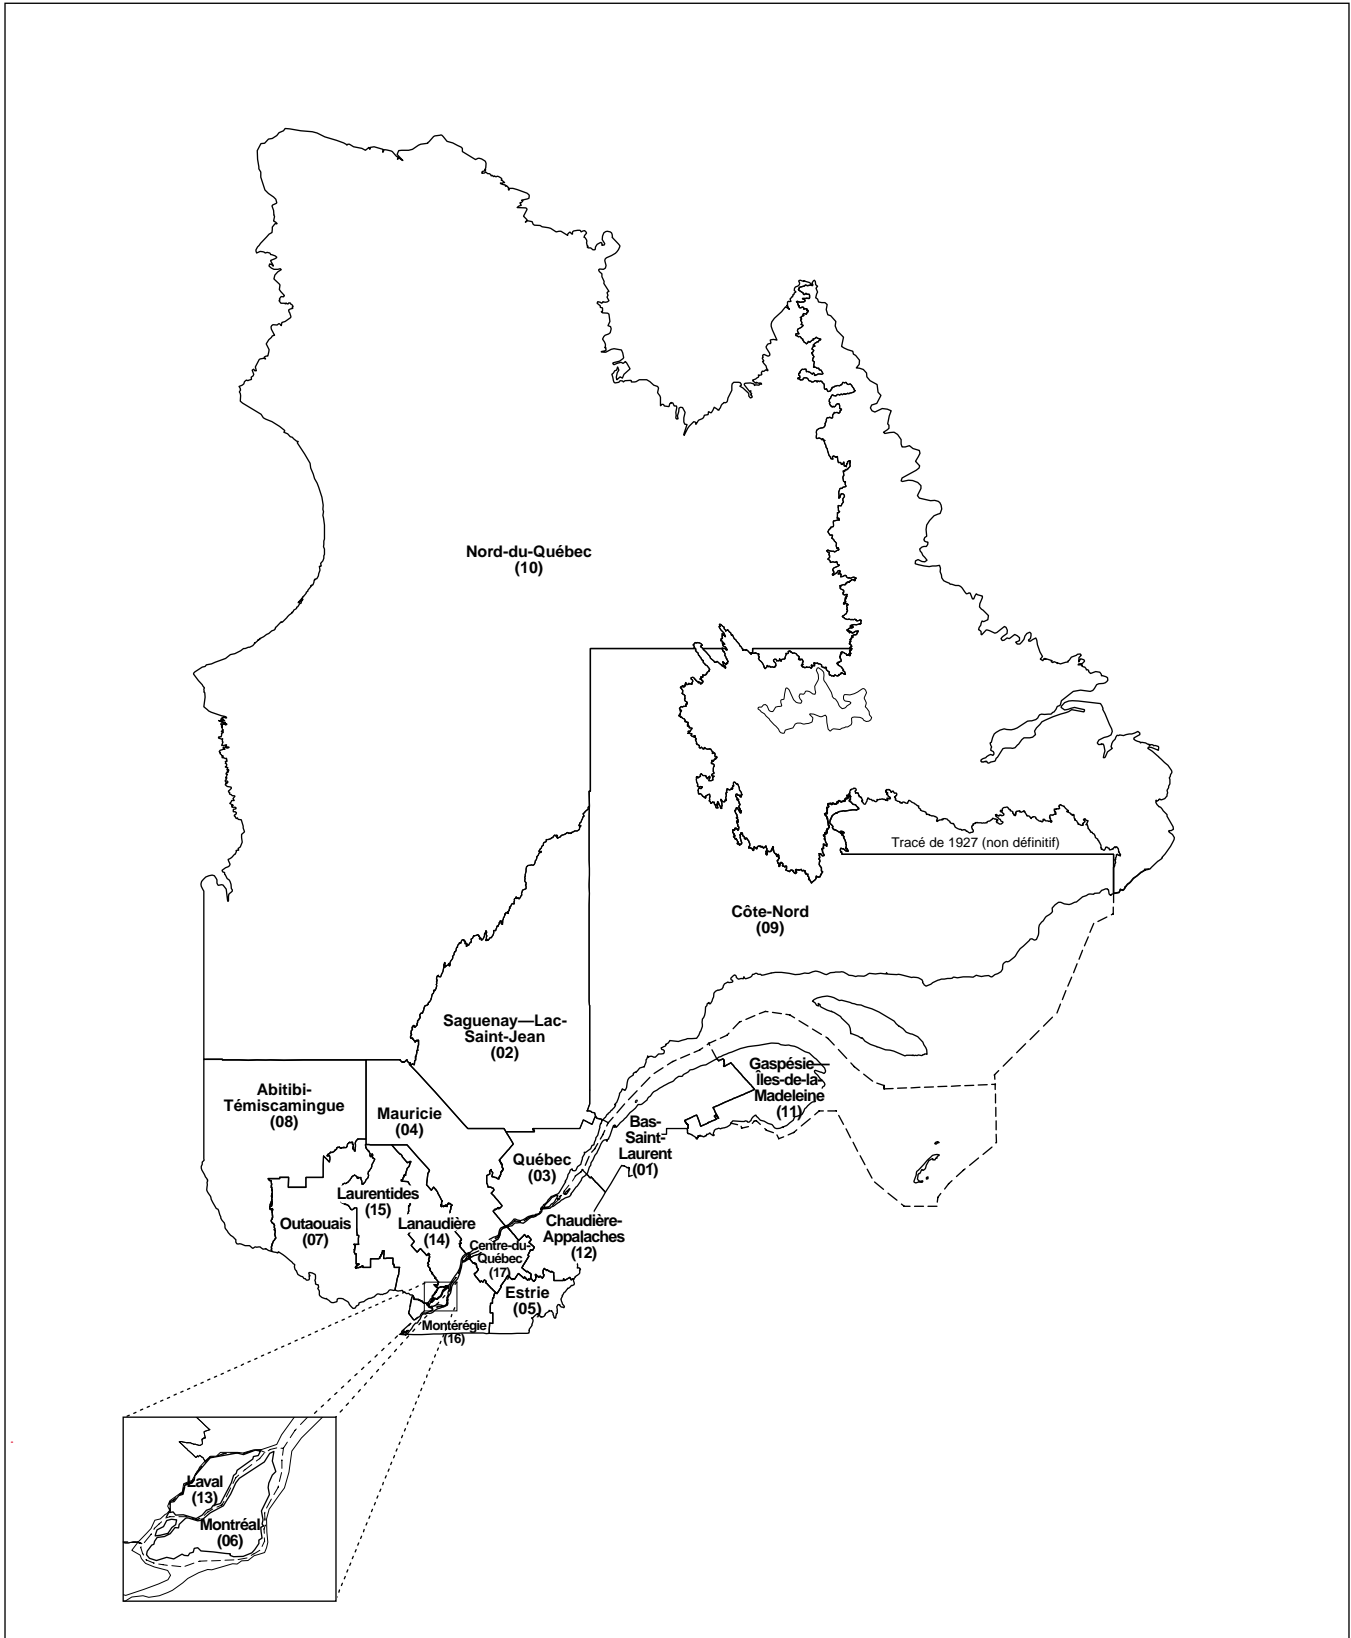 Nord-du-Québec
(10)
Tracé de 1927 (non définitif)
Côte-Nord
(09)
Saguenay—Lac-
Saint-Jean
(02)
Gaspésie—
Îles-de-la-
Madeleine
(11)
Abitibi-
Témiscamingue
(08)
Mauricie
(04)
Bas-
Saint-
Laurent
(01)
Québec
(03)
Laurentides
(15)
Outaouais
(07)
Lanaudière
(14)
Chaudière-
Appalaches
(12)
Centre-du-
Québec
(17)
Estrie
(05)
Montérégie
(16)
Laval
(13)
Montréal
(06)